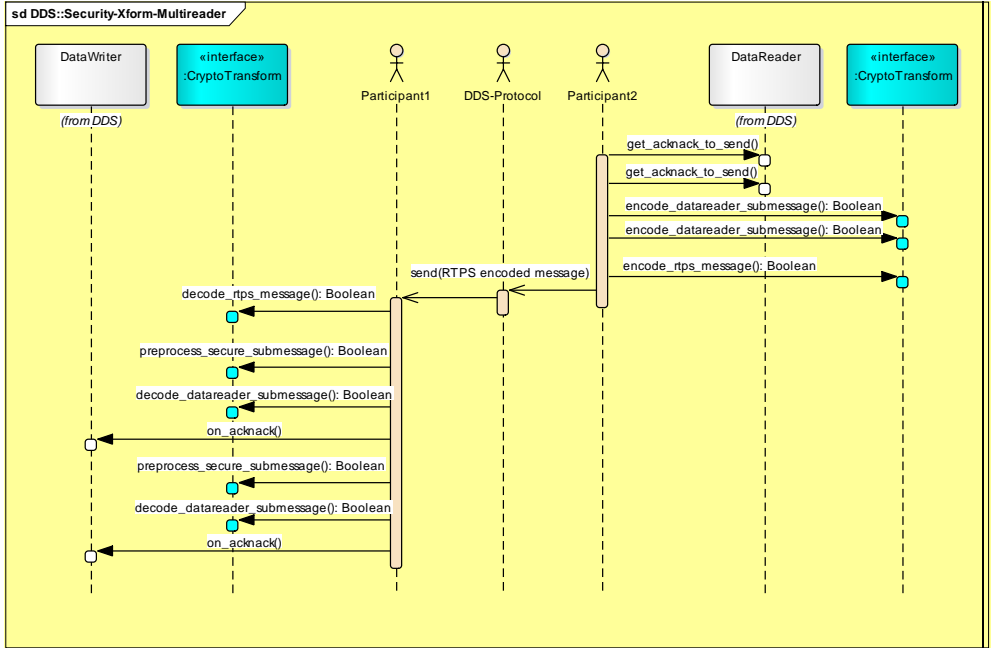 sd DDS::Security-Xform-Multireader
DataWriter
«interface»
:CryptoTransform
Participant1
DDS-Protocol
Participant2
DataReader
«interface»
:CryptoTransform
(from DDS)
(from DDS)
get_acknack_to_send()
get_acknack_to_send()
encode_datareader_submessage(): Boolean
encode_datareader_submessage(): Boolean
encode_rtps_message(): Boolean
send(RTPS encoded message)
decode_rtps_message(): Boolean
preprocess_secure_submessage(): Boolean
decode_datareader_submessage(): Boolean
on_acknack()
preprocess_secure_submessage(): Boolean
decode_datareader_submessage(): Boolean
on_acknack()